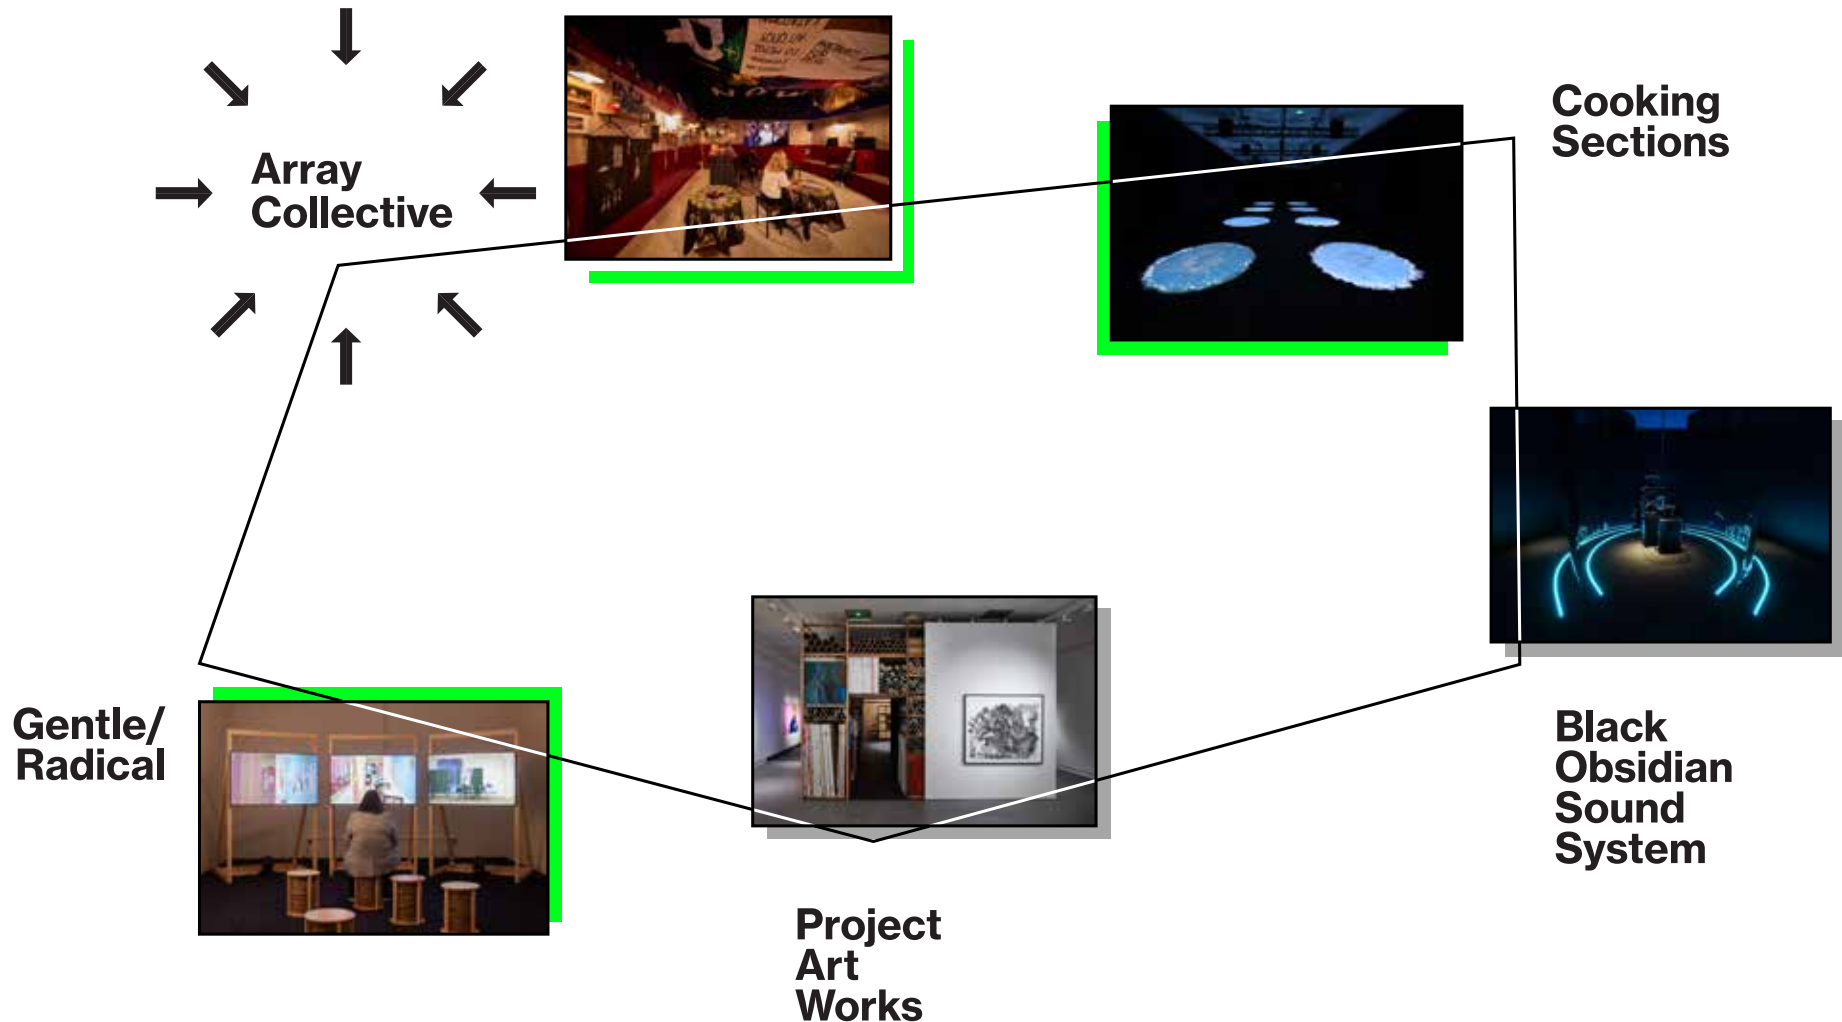 Array
Collective
Cooking
Sections
Gentle/
Radical
Black
Obsidian
Sound
System
Project
Art
Works